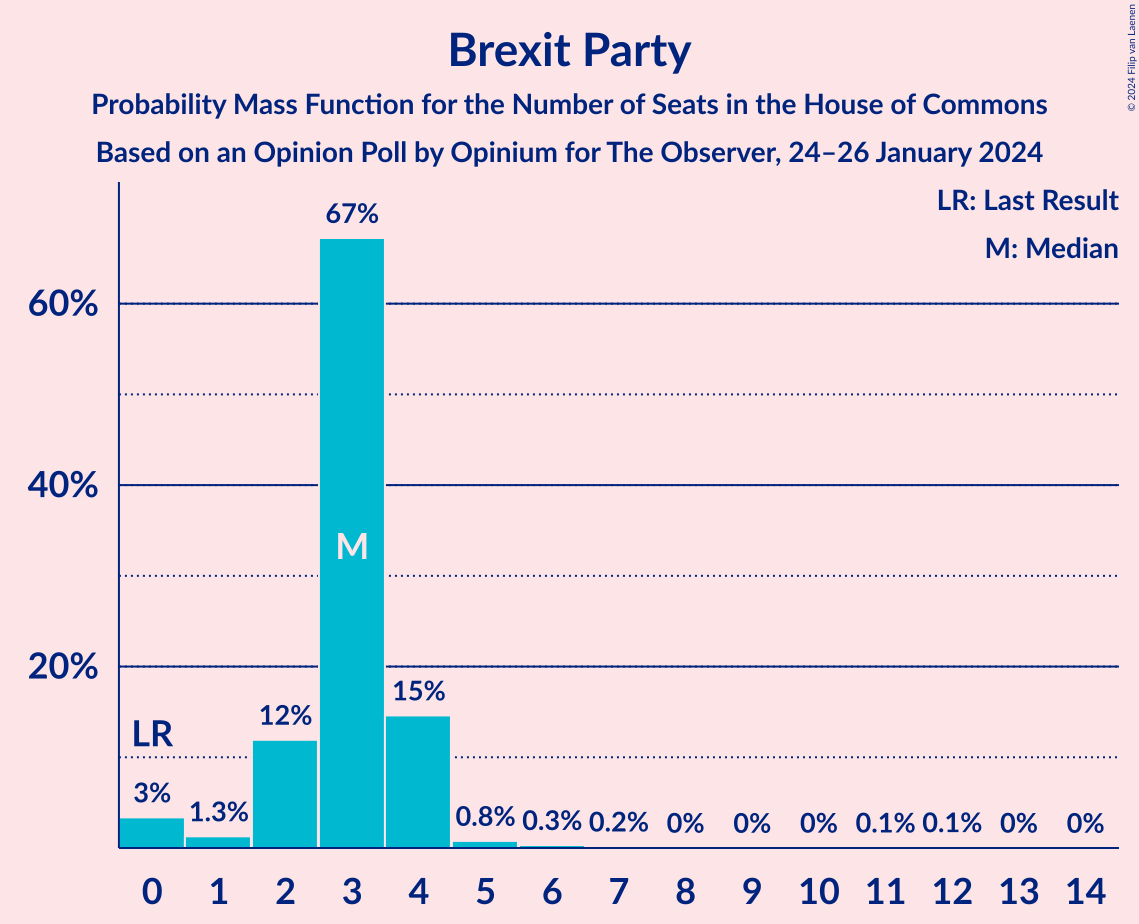 Brexit Party
Probability Mass Function for the Number of Seats in the House of Commons
Based on an Opinion Poll by Opinium for The Observer, 24–26 January 2024
© 2024 Filip van Laenen
LR: Last Result
M: Median
60%
40%
20%
LR
M
3%
1.3%
12%
67%
15%
0.8%
0.3%
0.2%
0%
0%
0%
0.1%
0.1%
0%
0%
0 1 2 3 4 5 6 7 8 9 10 11 12 13 14